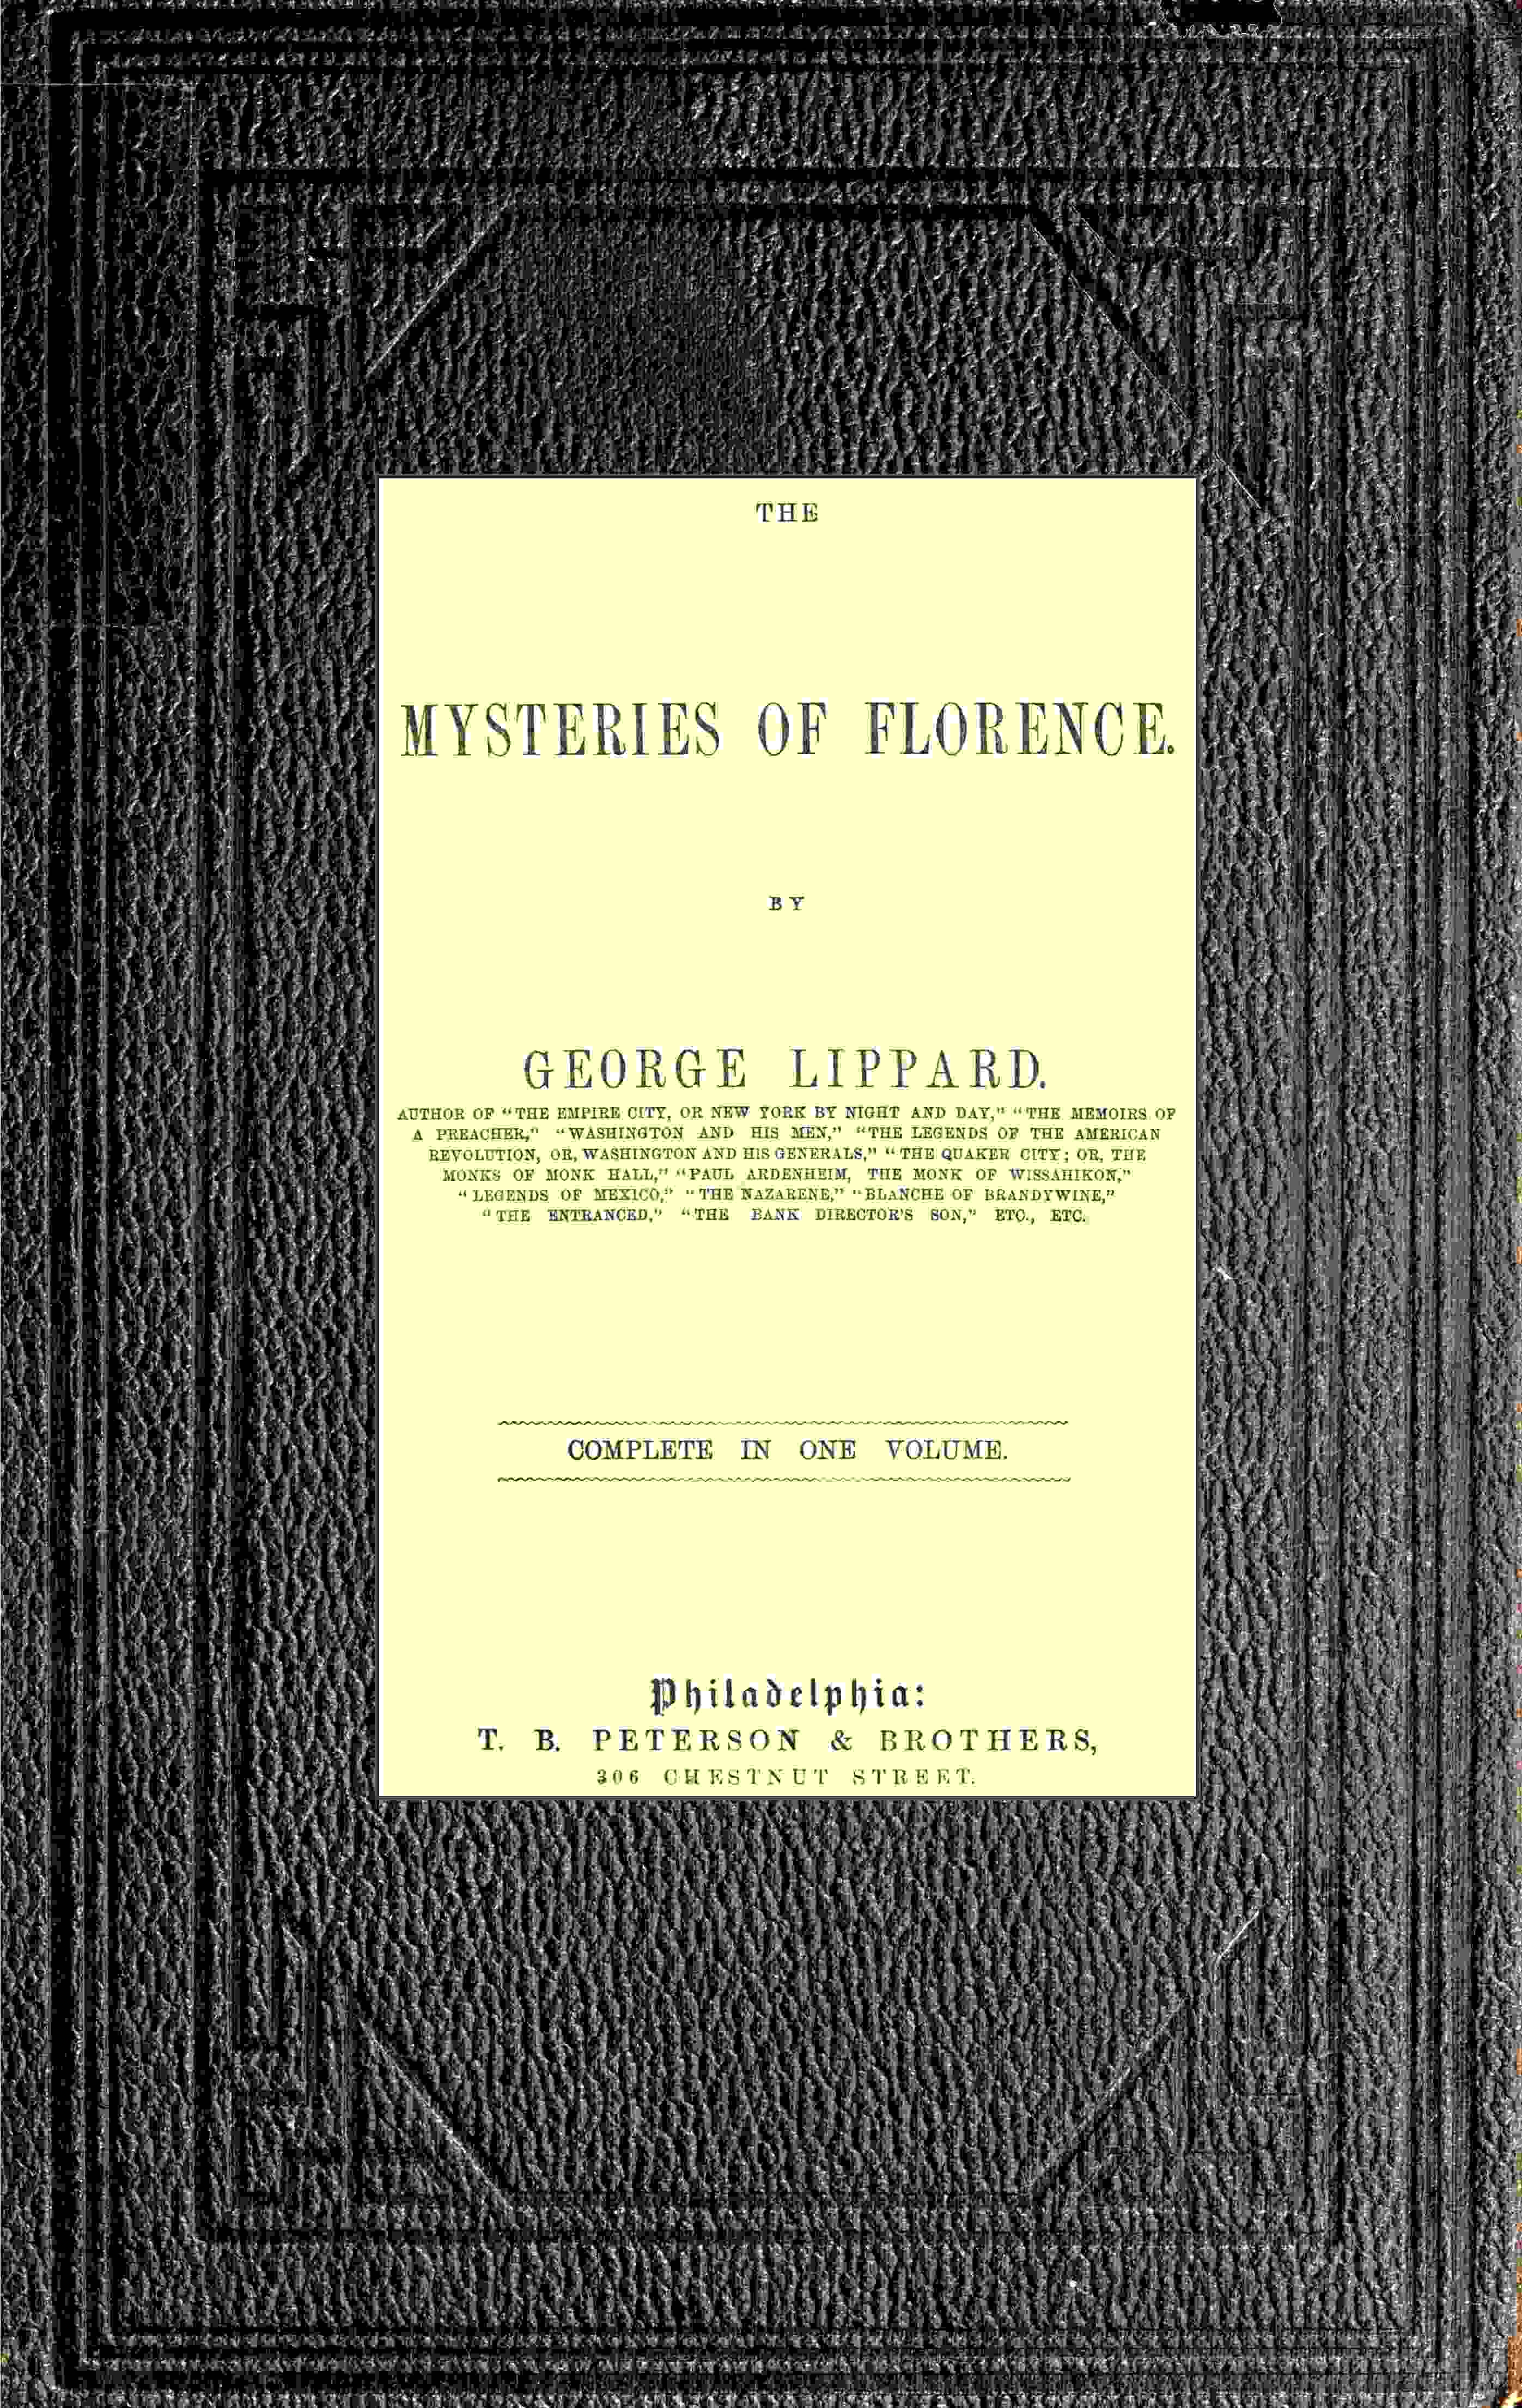 THE
MYSTERIES OF FLORENCE.
BY
GEORGE LIPPARD.
AUTHOR OF “THE EMPIRE CITY, OR NEW YORK BY NIGHT AND DAY,” “THE MEMOIRS OF
A PREACHER,” “WASHINGTON AND HIS MEN,” “THE LEGENDS OF THE AMERICAN
REVOLUTION, OR, WASHINGTON AND HIS GENERALS,” “THE QUAKER CITY; OR, THE
MONKS OF MONK HALL,” “PAUL ARDENHEIM, THE MONK OF WISSAHIKON,”
“LEGENDS OF MEXICO,” “THE NAZARENE,” “BLANCHE OF BRANDYWINE,”
“THE ENTRANCED,” “THE BANK DIRECTOR'S SON,” ETC., ETC.
COMPLETE IN ONE VOLUME.
Philadelphia:
T. B. PETERSON & BROTHERS,
306 CHESTNUT STREET.